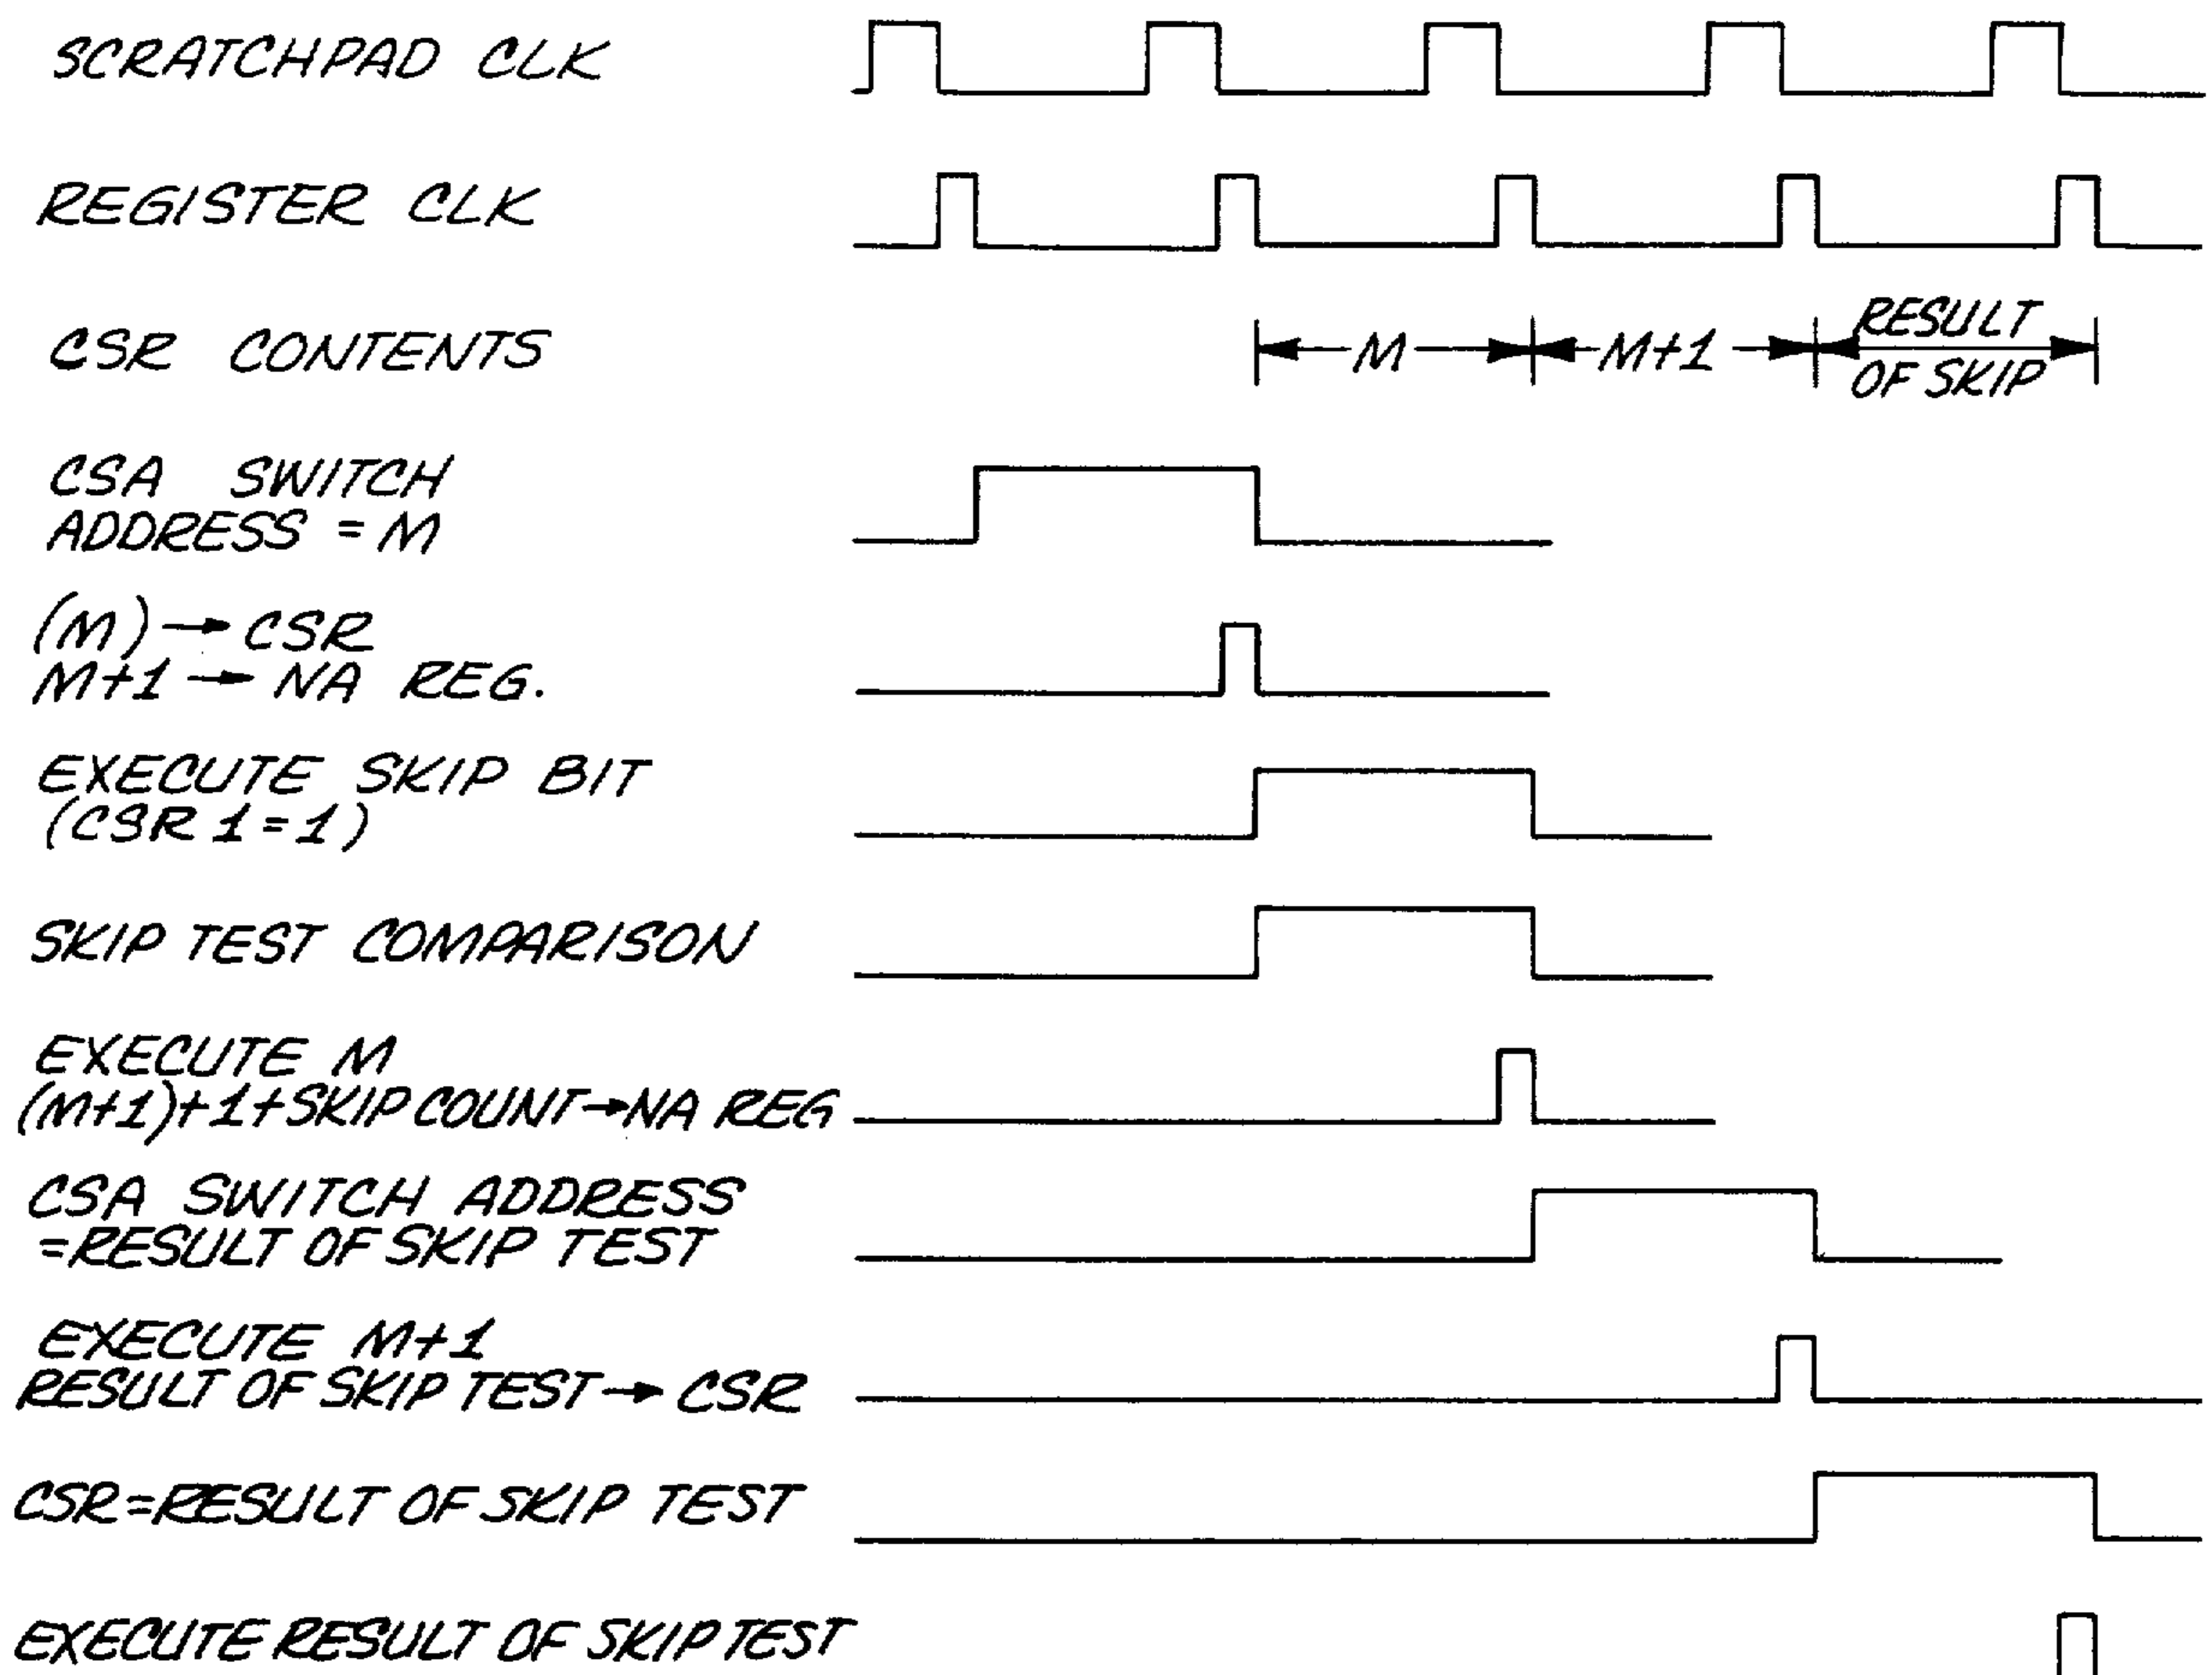 SCRATCHPAD CLK
REGISTER CLK
CSR CONTENTS
M
M+1
RESULT
OF SKIP
CSA SWITCH
ADDRESS = M
(M) → CSR
M+1 → NA REG.
EXECUTE SKIP BIT
(CSR 1=1)
SKIP TEST COMPARISON
EXECUTE M
(M+1)+1+SKIP COUNT→NA REG
CSA SWITCH ADDRESS
=RESULT OF SKIP TEST
EXECUTE M+1
RESULT OF SKIP TEST → CSR
CSR=RESULT OF SKIP TEST
EXECUTE RESULT OF SKIP TEST